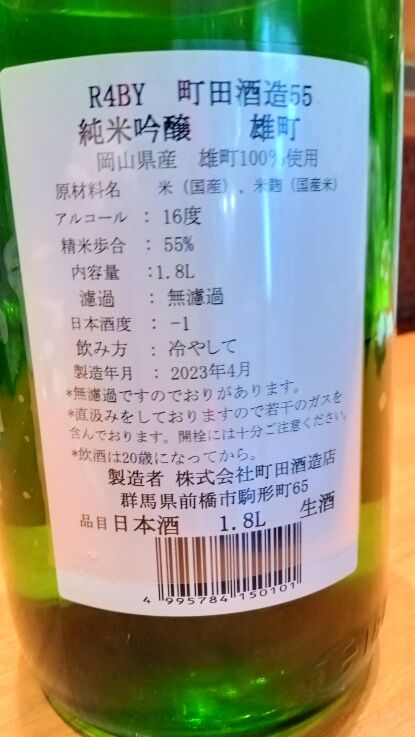 R4BY 町田酒造55
純米吟醸 雄町
岡山県産 雄町100%使用
原材料名 米（国産）、米麹（国産米）
アルコール : 16度
精米歩合 : 55%
内容量 :1.8L
濾過 : 無濾過
日本酒度 : -1
飲み方 : 冷やして
製造年月 : 2023年4月
*無濾過ですのでおりがあります。
*直汲みをしておりますので若干のガスを
含んでおります。開栓には十分ご注意ください。
*飲酒は20歳になってから。
製造者 株式会社町田酒造店
群馬県前橋市駒形町65
品目 日本酒 1.8L 生酒
4 995784 150101